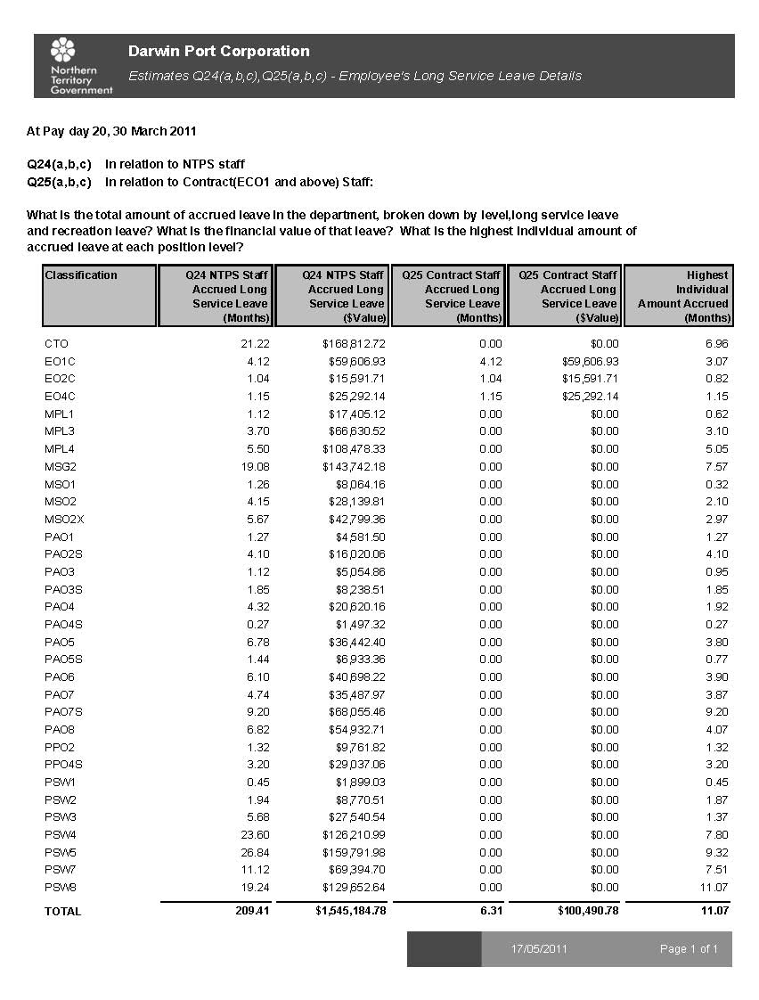 Northern
Territory
Government
Darwin Port Corporation
Estimates Q24(a,b,c),Q25(a,b,c) - Employee's Long Service Leave Details
At Pay day 20, 30 March 2011
Q24(a,b,c) In relation to NTPS staff
Q25(a,b,c) In relation to Contract(ECO1 and above) Staff:
What is the total amount of accrued leave in the department, broken down by level,long service leave
and recreation leave? What is the financial value of that leave? What is the highest individual amount of
accrued leave at each position level?
Classification Q24 NTPS Staff Q24 NTPS Staff Q25 Contract Staff Q25 Contract Staff Highest
Accrued Long Accrued Long Accrued Long Accrued Long Individual
Service Leave Service Leave Service Leave Service Leave Amount Accrued
(Months) ($Value) (Months) ($Value) (Months)
CTO 21.22 $168,812.72 0.00 $0.00 6.96
EO1C 4.12 $59,606.93 4.12 $59,606.93 3.07
EO2C 1.04 $15,591.71 1.04 $15,591.71 0.82
EO4C 1.15 $25,292.14 1.15 $25,292.14 1.15
MPL1 1.12 $17,405.12 0.00 $0.00 0.62
MPL3 3.70 $66,630.52 0.00 $0.00 3.10
MPL4 5.50 $108,478.33 0.00 $0.00 5.05
MSG2 19.08 $143,742.18 0.00 $0.00 7.57
MSO1 1.26 $8,064.16 0.00 $0.00 0.32
MSO2 4.15 $28,139.81 0.00 $0.00 2.10
MSO2X 5.67 $42,799.36 0.00 $0.00 2.97
PAO1 1.27 $4,581.50 0.00 $0.00 1.27
PAO2S 4.10 $16,020.06 0.00 $0.00 4.10
PAO3 1.12 $5,054.86 0.00 $0.00 0.95
PAO3S 1.85 $8,238.51 0.00 $0.00 1.85
PAO4 4.32 $20,620.16 0.00 $0.00 1.92
PAO4S 0.27 $1,497.32 0.00 $0.00 0.27
PAO5 6.78 $36,442.40 0.00 $0.00 3.80
PAO5S 1.44 $6,933.36 0.00 $0.00 0.77
PAO6 6.10 $40,698.22 0.00 $0.00 3.90
PAO7 4.74 $35,487.97 0.00 $0.00 3.87
PAO7S 9.20 $68,055.46 0.00 $0.00 9.20
PAO8 6.82 $54,932.71 0.00 $0.00 4.07
PPO2 1.32 $9,761.82 0.00 $0.00 1.32
PPO4S 3.20 $29,037.06 0.00 $0.00 3.20
PSW1 0.45 $1,899.03 0.00 $0.00 0.45
PSW2 1.94 $8,770.51 0.00 $0.00 1.87
PSW3 5.68 $27,540.54 0.00 $0.00 1.37
PSW4 23.60 $126,210.99 0.00 $0.00 7.80
PSW5 26.84 $159,791.98 0.00 $0.00 9.32
PSW7 11.12 $69,394.70 0.00 $0.00 7.51
PSW8 19.24 $129,652.64 0.00 $0.00 11.07
TOTAL 209.41 $1,545,184.78 6.31 $100,490.78 11.07
17/05/2011 Page 1 of 1